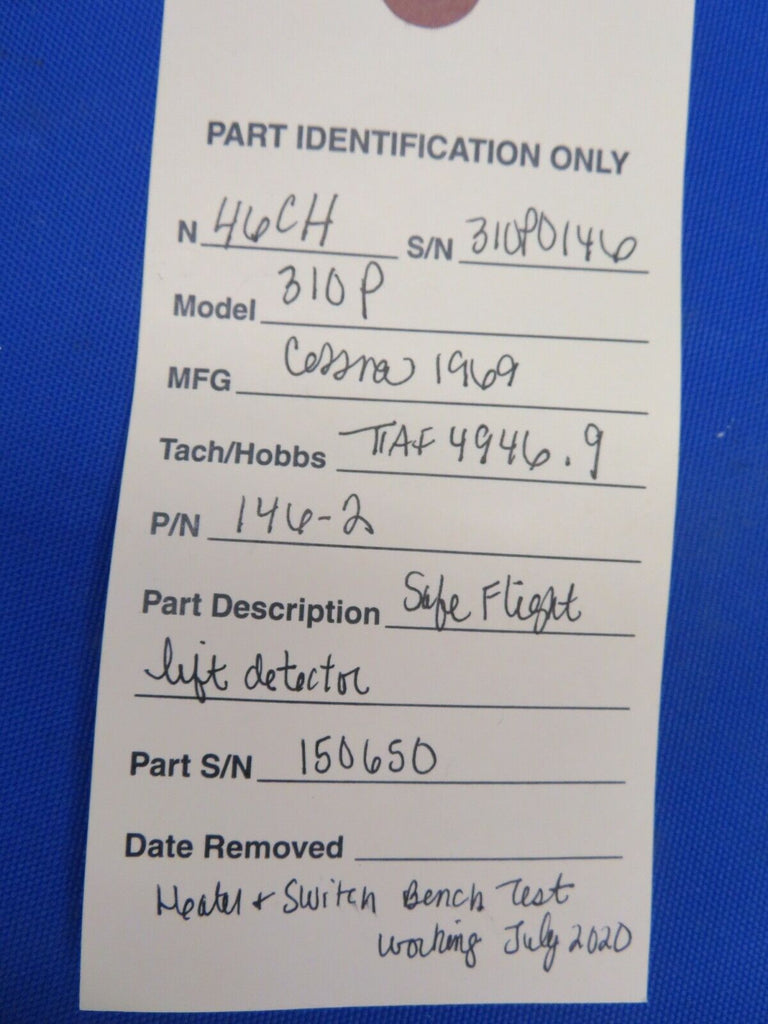 PART IDENTIFICATION ONLY
N 46CH S/N 310P0146
Model 310P
MFG Cessna 1969
Tach/Hobbs TTAF 4946.9
P/N 146-2
Part Description Safe Flight
lift detector
Part S/N 150650
Date Removed
Heater + Switch Bench Test
working July 2020